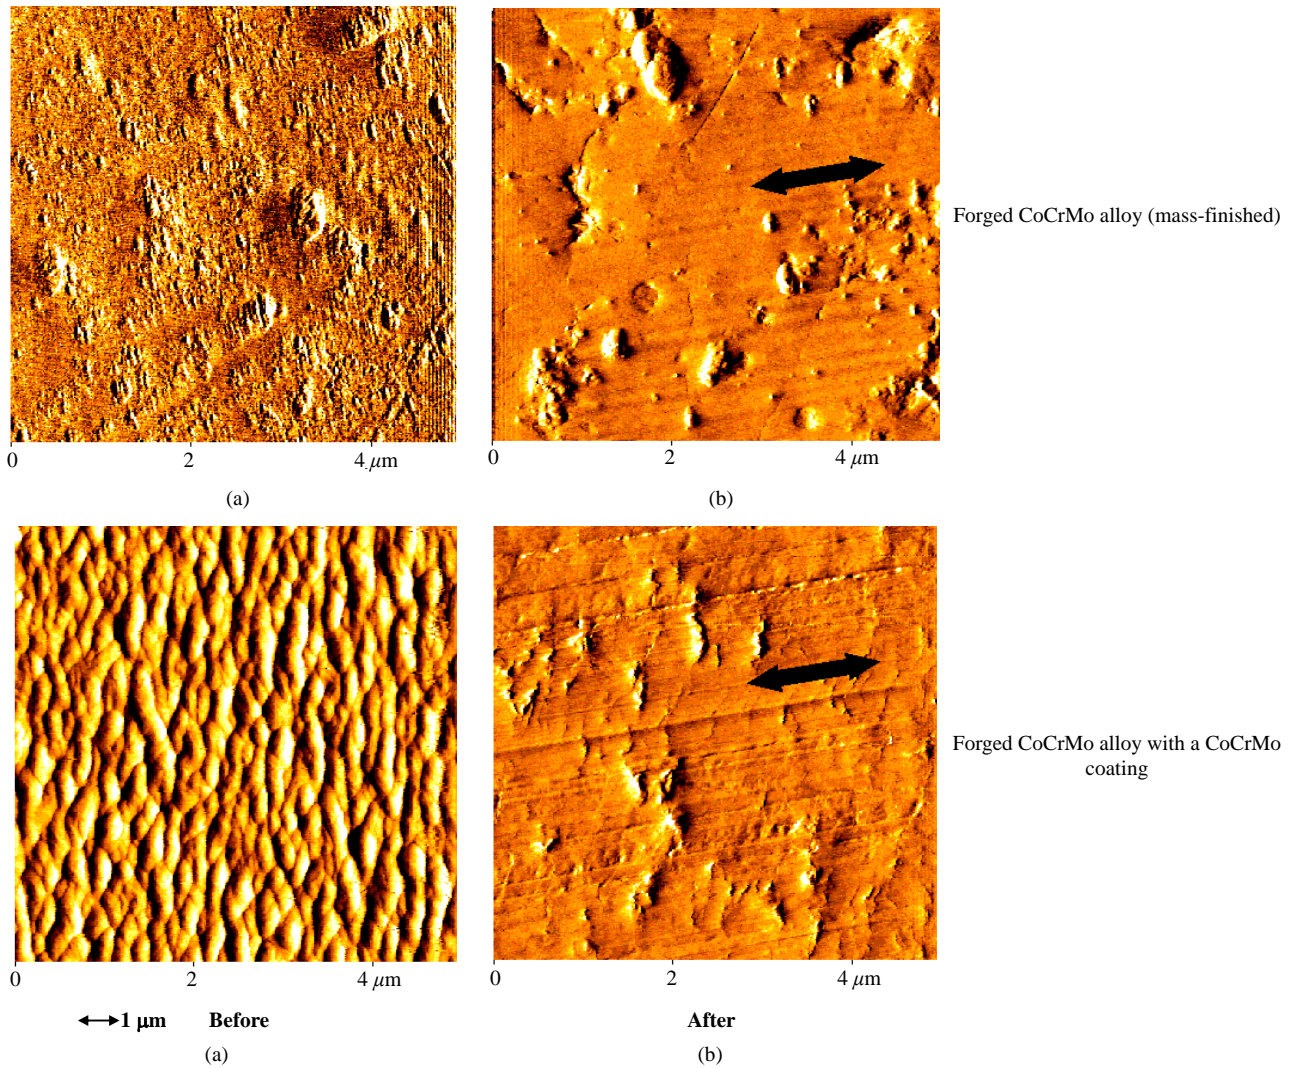 Forged CoCrMo alloy (mass-finished)
0 2 4 μm
0 2 4 μm
(a)
(b)
Forged CoCrMo alloy with a CoCrMo
coating
0 2 4 μm
0 2 4 μm
1 μm Before
After
(a)
(b)